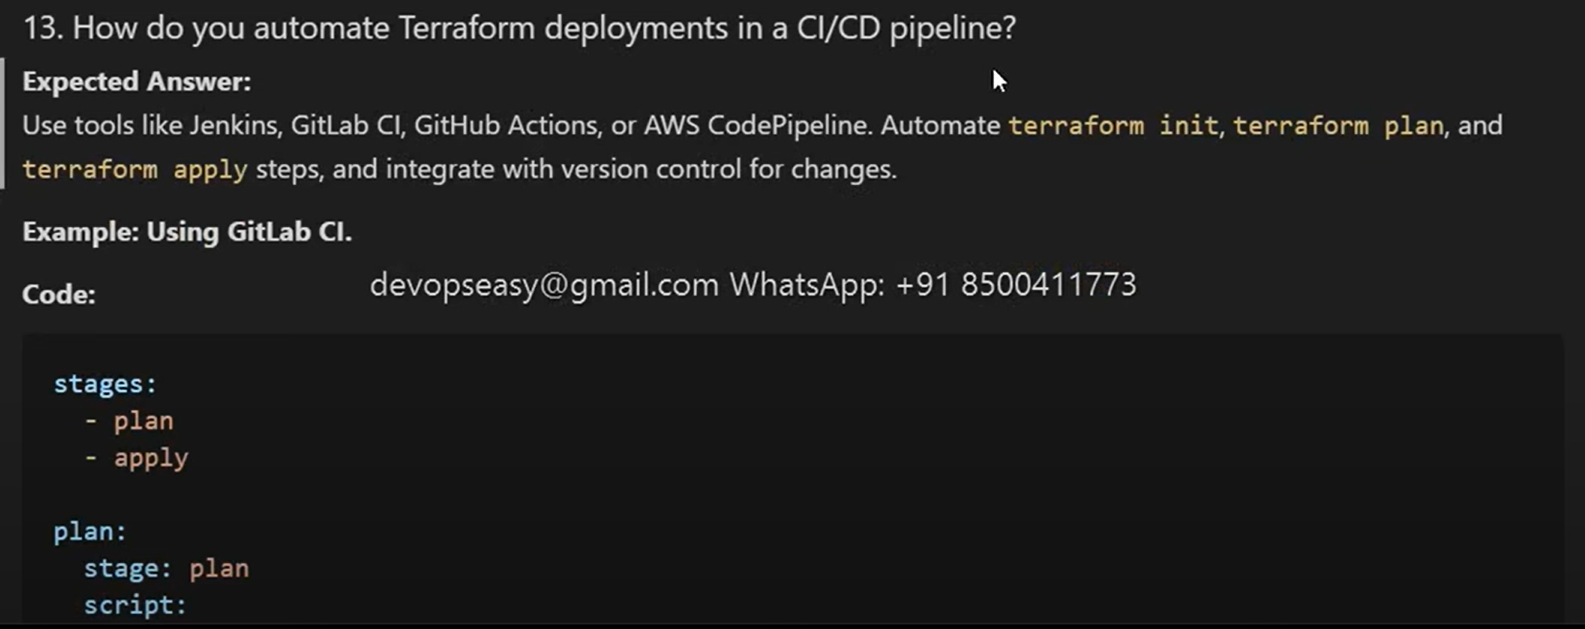 13. How do you automate Terraform deployments in a CI/CD pipeline?
Expected Answer:
Use tools like Jenkins, GitLab CI, GitHub Actions, or AWS CodePipeline. Automate terraform init, terraform plan, and
terraform apply steps, and integrate with version control for changes.
Example: Using GitLab CI.
devopseasy@gmail.com WhatsApp: +91 8500411773
Code:
stages:
  - plan
  - apply
plan:
  stage: plan
  script: